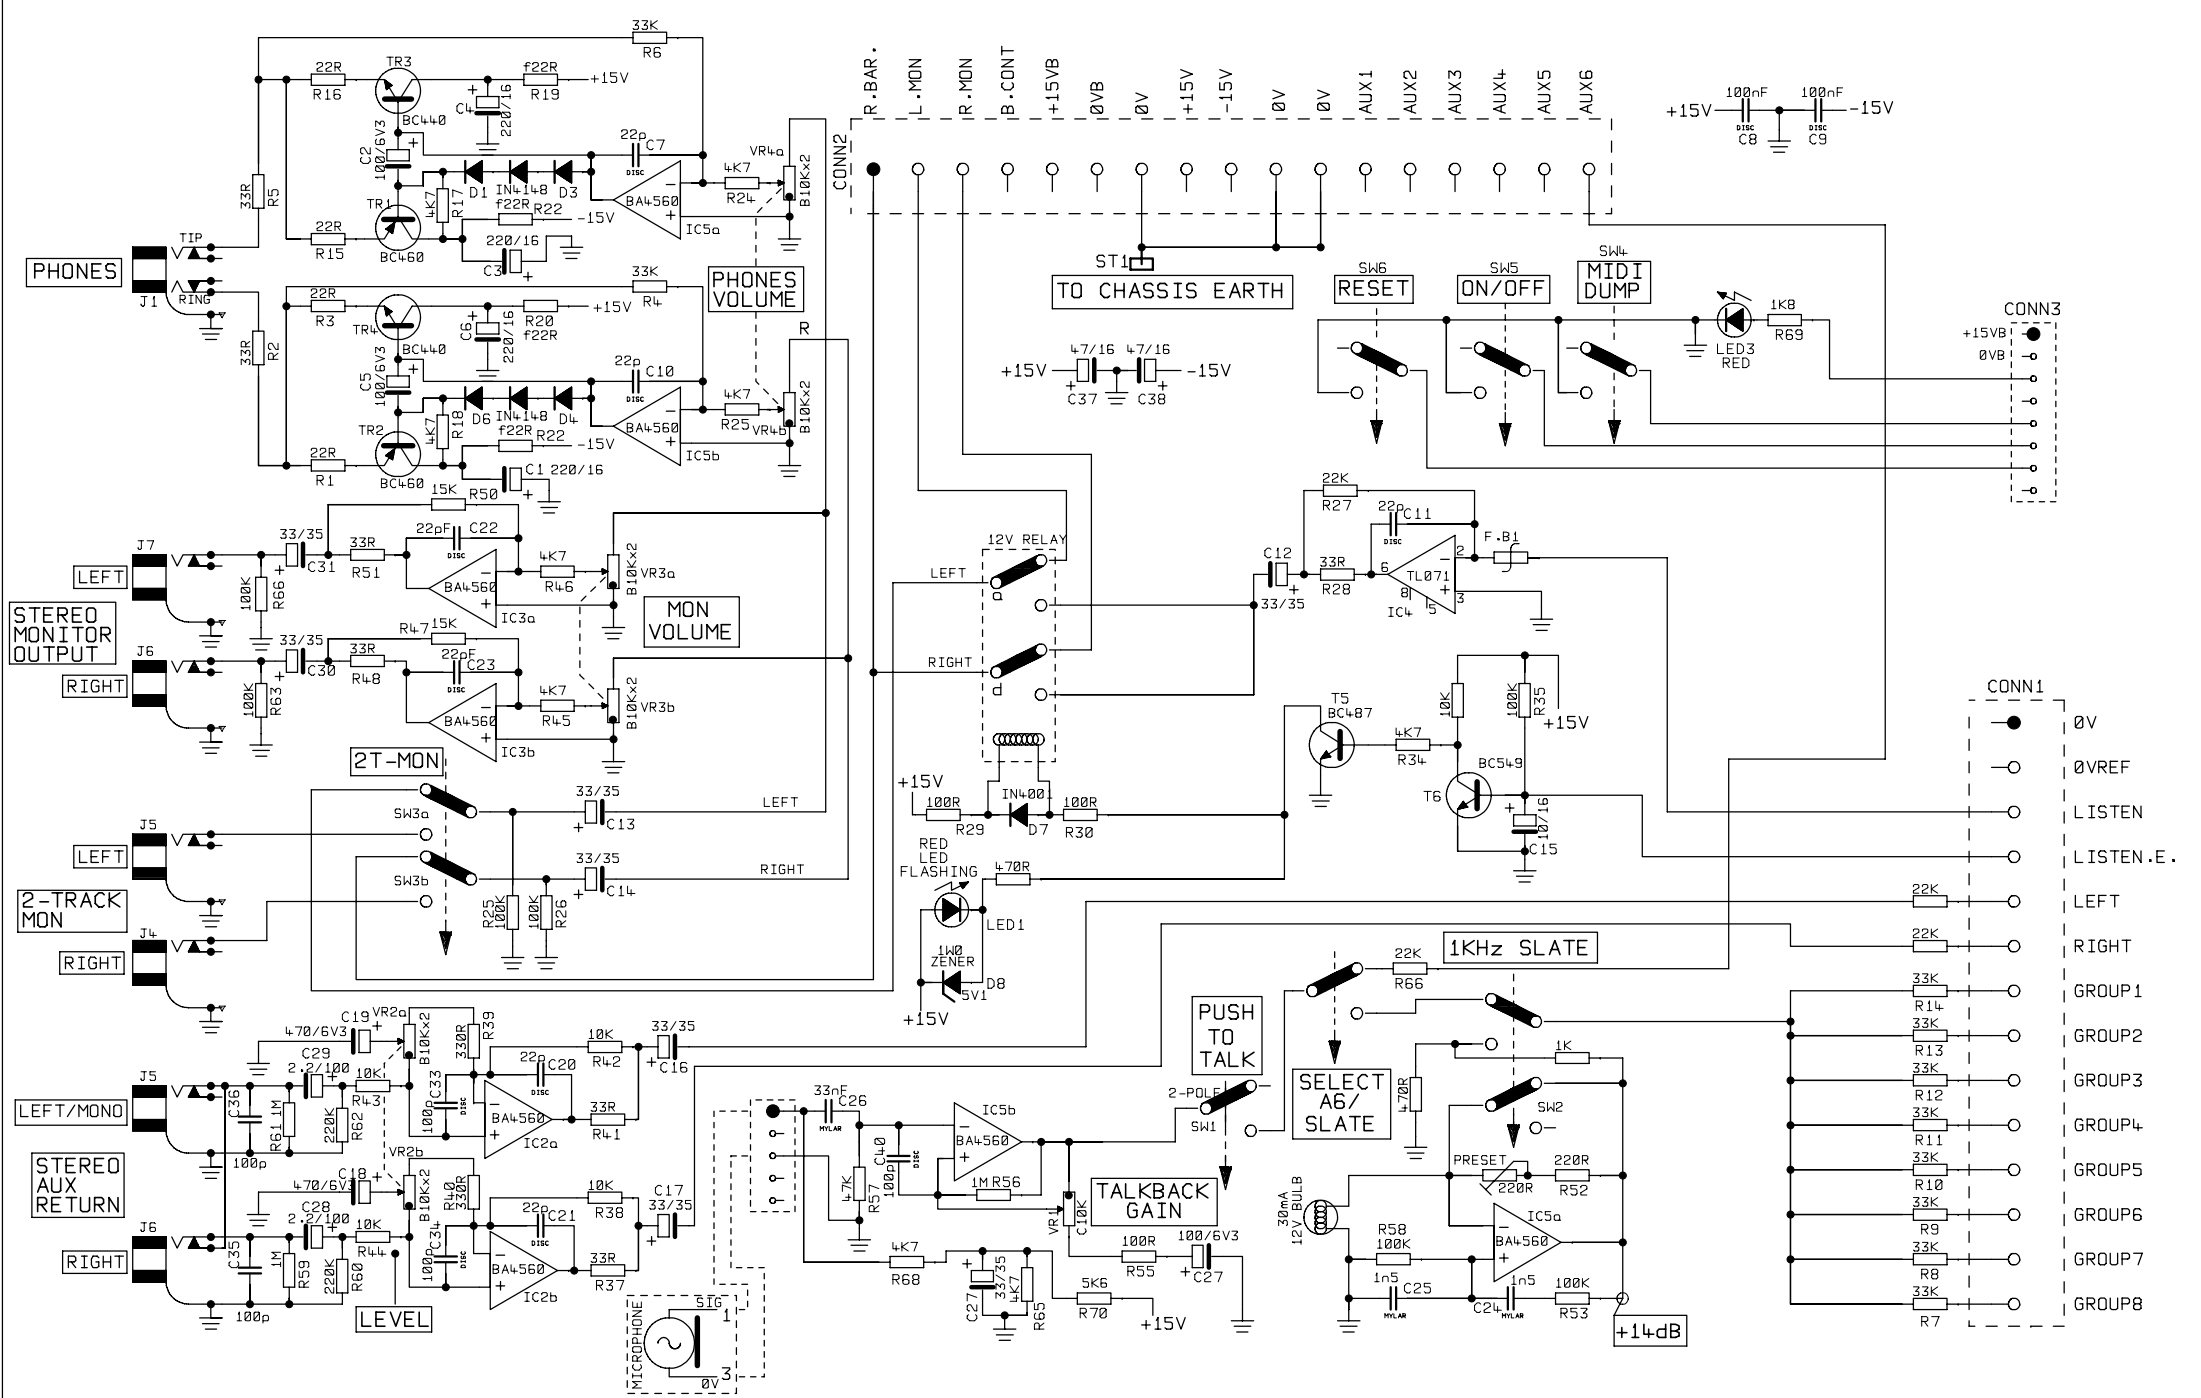 33K
R6
22R
R16
TR3
f22R
R19
+15V
+
C4
220/16
BC440
C2
100/6V3
+
22p
C7
DISC
VR4a
33R
R5
4K7
R17
D1
IN4148
D3
4K7
R24
B10Kx2
TR1
f22R
R22
-15V
BA4560
IC5a
22R
R15
BC460
220/16
C3
+
TIP
PHONES
J1
RING
33K
R4
PHONES
VOLUME
22R
R3
TR4
R20
f22R
+15V
C6
220/16
+
BC440
R
33R
R2
C5
100/6V3
+
22p
C10
DISC
4K7
R18
D6
IN4148
D4
4K7
R25
VR4b
B10Kx2
TR2
f22R
R22
-15V
BA4560
IC5b
22R
R1
BC460
C1
220/16
+
15K
R50
J7
33/35
+
C31
33R
R51
22pF
C22
DISC
4K7
R46
B10Kx2
VR3a
LEFT
100K
R66
BA4560
IC3a
STEREO
MONITOR
OUTPUT
MON
VOLUME
R47
15K
J6
33/35
+
C30
33R
R48
22pF
C23
DISC
4K7
R45
B10Kx2
VR3b
RIGHT
100K
R63
BA4560
IC3b
2T-MON
33/35
+
C13
LEFT
SW3a
J5
LEFT
SW3b
33/35
+
C14
RIGHT
R25
100K
100K
R26
2-TRACK
MON
J4
RIGHT
R.BAR.
L.MON
R.MON
B.CONT
+15VB
0VB
0V
+15V
-15V
0V
0V
AUX1
AUX2
AUX3
AUX4
AUX5
AUX6
CONN2
100nF
100nF
+15V
-15V
DISC
C8
DISC
C9
ST1
TO CHASSIS EARTH
SW6
RESET
SW5
ON/OFF
SW4
MIDI
DUMP
1K8
R69
LED3
RED
CONN3
+15VB
0VB
47/16
47/16
+15V
-15V
+
C37
C38
+
12V RELAY
LEFT
a
RIGHT
d
22K
R27
22p
C11
DISC
F.B1
C12
33/35
+
33R
R28
TL071
IC4
2
3
5
6
8
T5
BC487
4K7
R34
10K
100K
R35
+15V
BC549
T6
+
10/16
C15
+15V
100R
R29
IN4001
D7
100R
R30
RED
LED
FLASHING
470R
LED1
1W0
ZENER
D8
5V1
+15V
CONN1
0V
0VREF
LISTEN
LISTEN.E.
22K
LEFT
22K
RIGHT
33K
R14
GROUP1
33K
R13
GROUP2
33K
R12
GROUP3
33K
R11
GROUP4
33K
R10
GROUP5
33K
R9
GROUP6
33K
R8
GROUP7
33K
R7
GROUP8
1KHz SLATE
22K
R66
PUSH
TO
TALK
SELECT
A6/
SLATE
2-POLE
SW1
1K
470R
SW2
PRESET
220R
220R
R52
30mA
12V BULB
R58
100K
BA4560
IC5a
1n5
C25
MYLAR
1n5
C24
MYLAR
100K
R53
+14dB
VR2a
C19
470/6V3
+
B10Kx2
330R
R39
C29
2.2/100
+
10K
R43
22p
C20
DISC
10K
R42
33/35
+
C16
J5
LEFT/MONO
C36
R61
1M
220K
R62
C33
100p
DISC
BA4560
IC2a
33R
R41
100p
STEREO
AUX
RETURN
VR2b
C18
470/6V3
+
B10Kx2
R40
330R
C28
2.2/100
+
10K
R44
22p
C21
DISC
10K
R38
C17
33/35
+
J6
RIGHT
C35
1M
R59
220K
R60
C34
100p
DISC
BA4560
IC2b
33R
R37
100p
LEVEL
MICROPHONE
SIG
1
3
0V
33nF
C26
MYLAR
C40
100p
DISC
47K
R57
BA4560
IC5b
1M
R56
VR1
C10K
TALKBACK
GAIN
100R
R55
100/6V3
+
C27
4K7
R68
C27
33/35
4K7
R65
5K6
R70
+15V